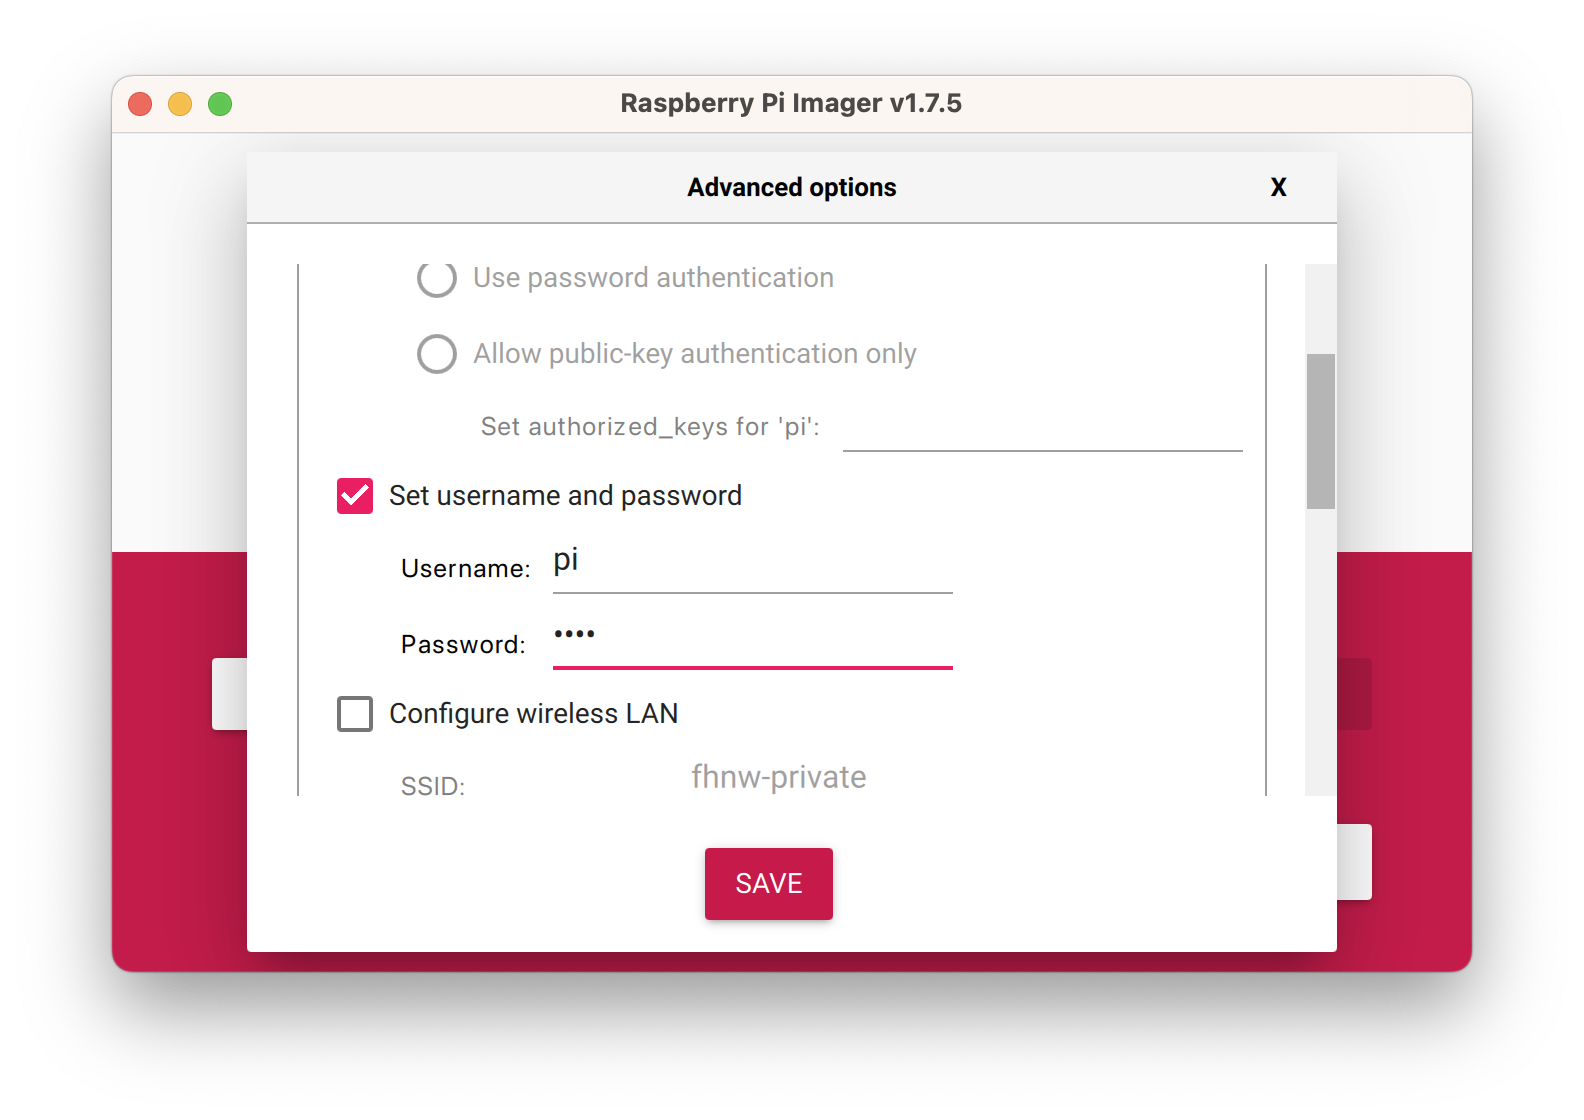 Raspberry Pi Imager v1.7.5
Advanced options X
Use password authentication
Allow public-key authentication only
Set authorized_keys for 'pi':
Set username and password
Username: pi
Password: ••••
Configure wireless LAN
SSID: fhnw-private
SAVE